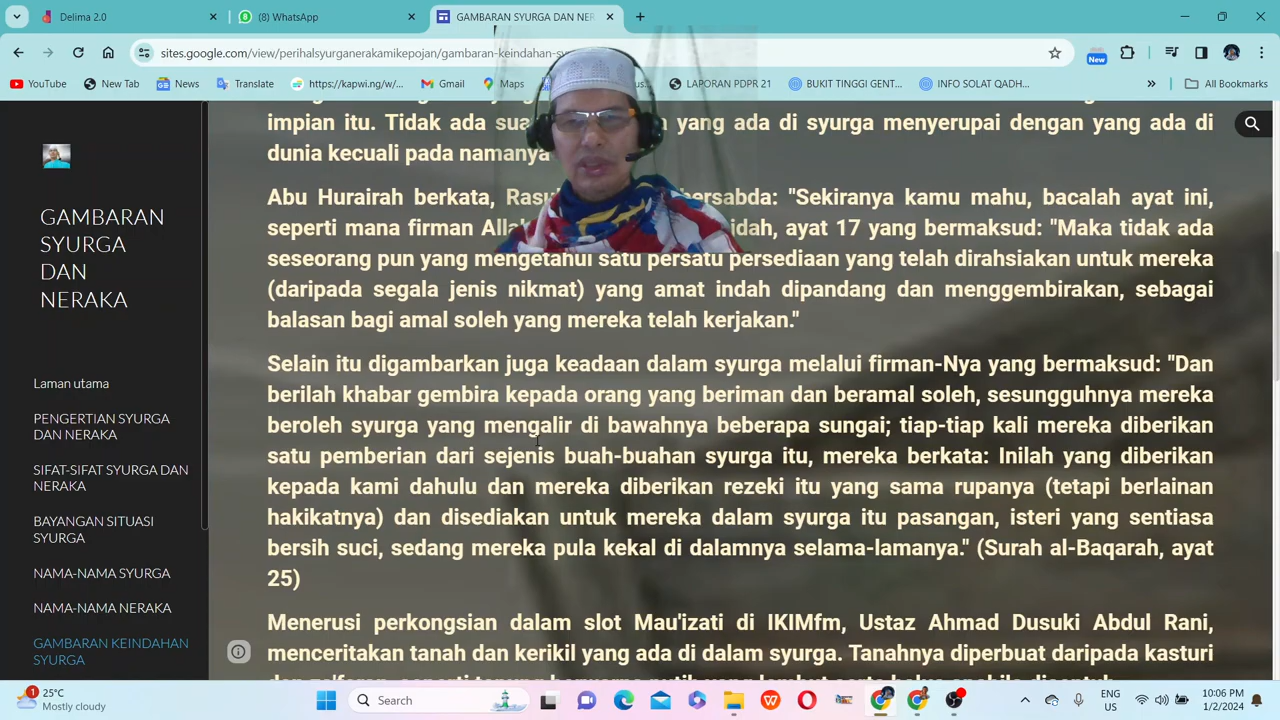 Delima 2.0
(8) WhatsApp
GAMBARAN SYURGA DAN NER
sites.google.com/view/perihalsyurganerakamikepojan/gambaran-keindahan-sy
New
YouTube
New Tab
News
Translate
https://kapwi.ng/w/...
Gmail
Maps
LAPORAN PDPR 21
BUKIT TINGGI GENT...
INFO SOLAT QADH...
All Bookmarks
GAMBARAN
SYURGA
DAN
NERAKA
Laman utama
PENGERTIAN SYURGA
DAN NERAKA
SIFAT-SIFAT SYURGA DAN
NERAKA
BAYANGAN SITUASI
SYURGA
NAMA-NAMA SYURGA
NAMA-NAMA NERAKA
GAMBARAN KEINDAHAN
SYURGA
impian itu. Tidak ada yang ada di syurga menyerupai dengan yang ada di
dunia kecuali pada namanya
Abu Hurairah berkata, bersabda: "Sekiranya kamu mahu, bacalah ayat ini,
seperti mana firman ayat 17 yang bermaksud: "Maka tidak ada
seseorang pun yang mengetahui satu persatu persediaan yang telah dirahsiakan untuk mereka
(daripada segala jenis nikmat) yang amat indah dipandang dan menggembirakan, sebagai
balasan bagi amal soleh yang mereka telah kerjakan."
Selain itu digambarkan juga keadaan dalam syurga melalui firman-Nya yang bermaksud: "Dan
berilah khabar gembira kepada orang yang beriman dan beramal soleh, sesungguhnya mereka
beroleh syurga yang mengalir di bawahnya beberapa sungai; tiap-tiap kali mereka diberikan
satu pemberian dari sejenis buah-buahan syurga itu, mereka berkata: Inilah yang diberikan
kepada kami dahulu dan mereka diberikan rezeki itu yang sama rupanya (tetapi berlainan
hakikatnya) dan disediakan untuk mereka dalam syurga itu pasangan, isteri yang sentiasa
bersih suci, sedang mereka pula kekal di dalamnya selama-lamanya." (Surah al-Baqarah, ayat
25)
Menerusi perkongsian dalam slot Mau'izati di IKIMfm, Ustaz Ahmad Dusuki Abdul Rani,
menceritakan tanah dan kerikil yang ada di dalam syurga. Tanahnya diperbuat daripada kasturi
1
25°C
Mostly cloudy
Search
ENG
US
10:06 PM
1/2/2024